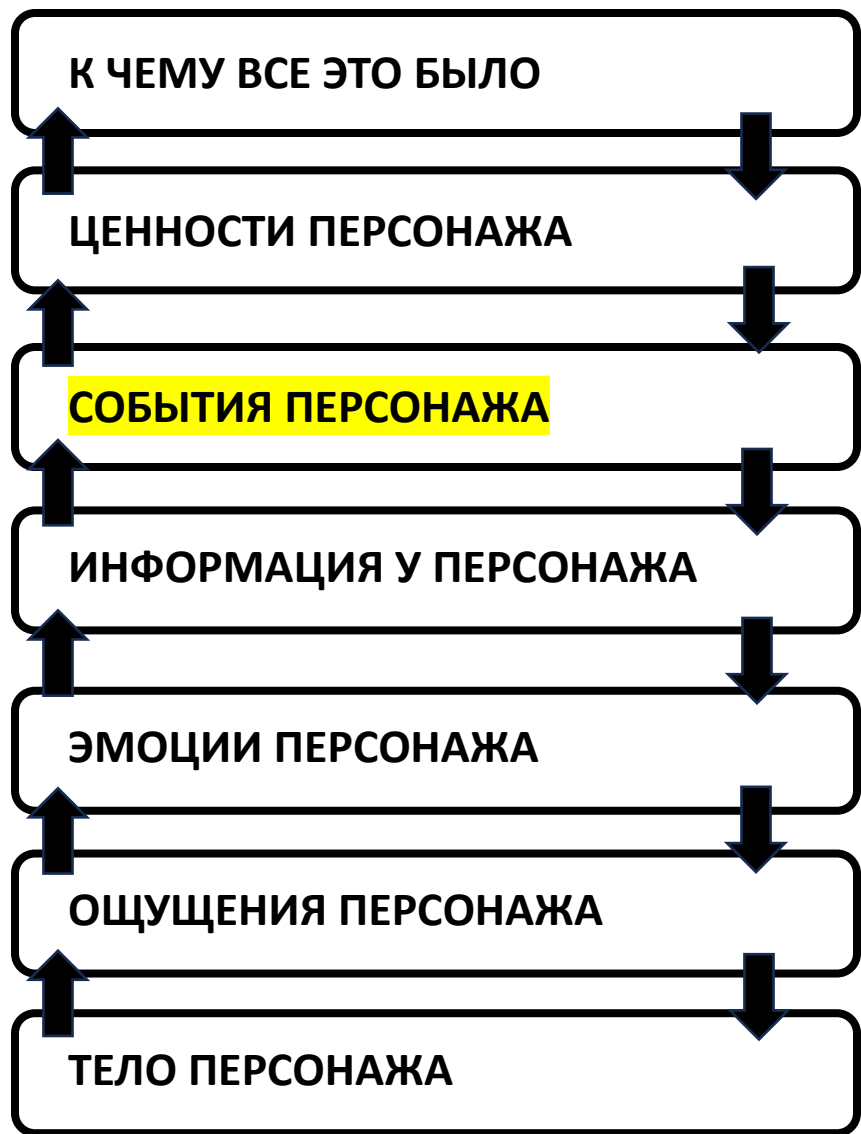 К ЧЕМУ ВСЕ ЭТО БЫЛО
ЦЕННОСТИ ПЕРСОНАЖА
СОБЫТИЯ ПЕРСОНАЖА
ИНФОРМАЦИЯ У ПЕРСОНАЖА
ЭМОЦИИ ПЕРСОНАЖА
ОЩУЩЕНИЯ ПЕРСОНАЖА
ТЕЛО ПЕРСОНАЖА